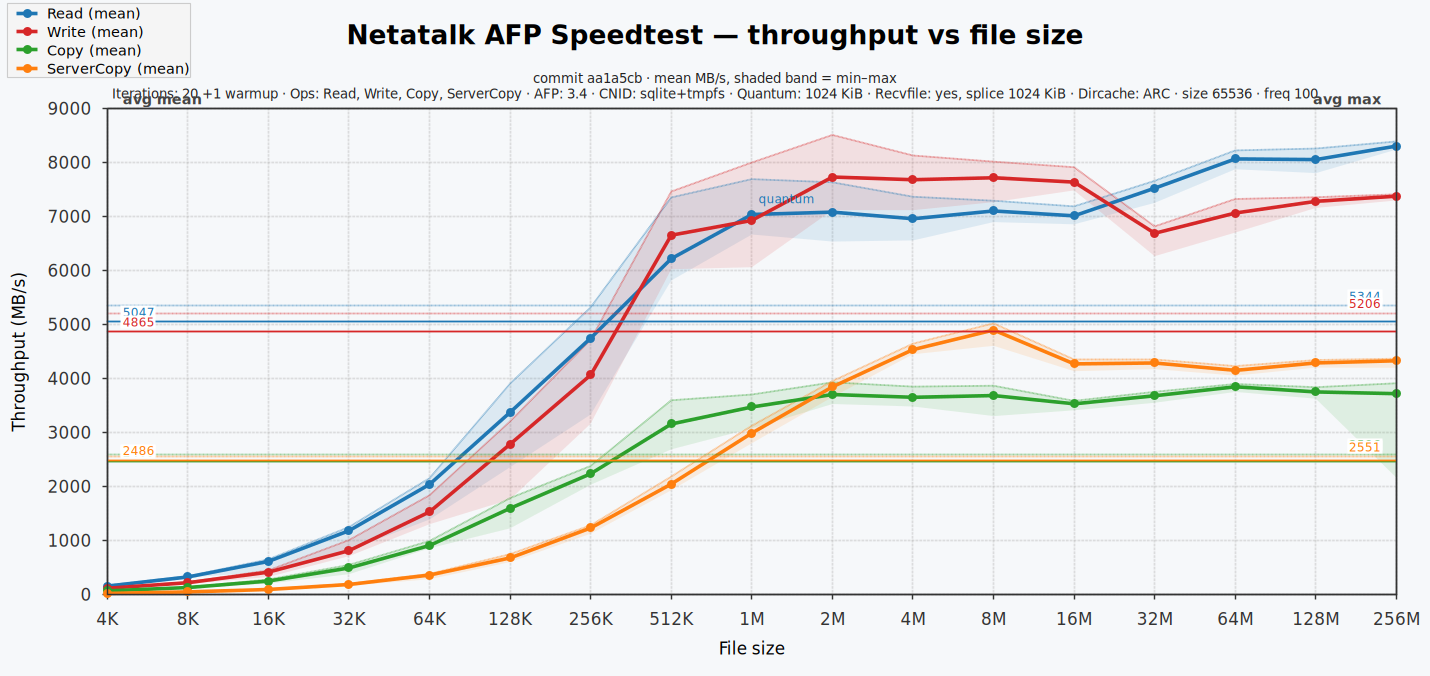 Read (mean)
Write (mean)
Copy (mean)
ServerCopy (mean)
Netatalk AFP Speedtest — throughput vs file size
commit aa1a5cb · mean MB/s, shaded band = min–max
Iterations: 20 +1 warmup · Ops: Read, Write, Copy, ServerCopy · AFP: 3.4 · CNID: sqlite+tmpfs · Quantum: 1024 KiB · Recvfile: yes, splice 1024 KiB · Dircache: ARC · size 65536 · freq 100
avg mean
avg max
9000
8000
7000
6000
5000
4000
3000
2000
1000
0
Throughput (MB/s)
quantum
5047
4865
2486
5344
5206
2551
4K 8K 16K 32K 64K 128K 256K 512K 1M 2M 4M 8M 16M 32M 64M 128M 256M
File size